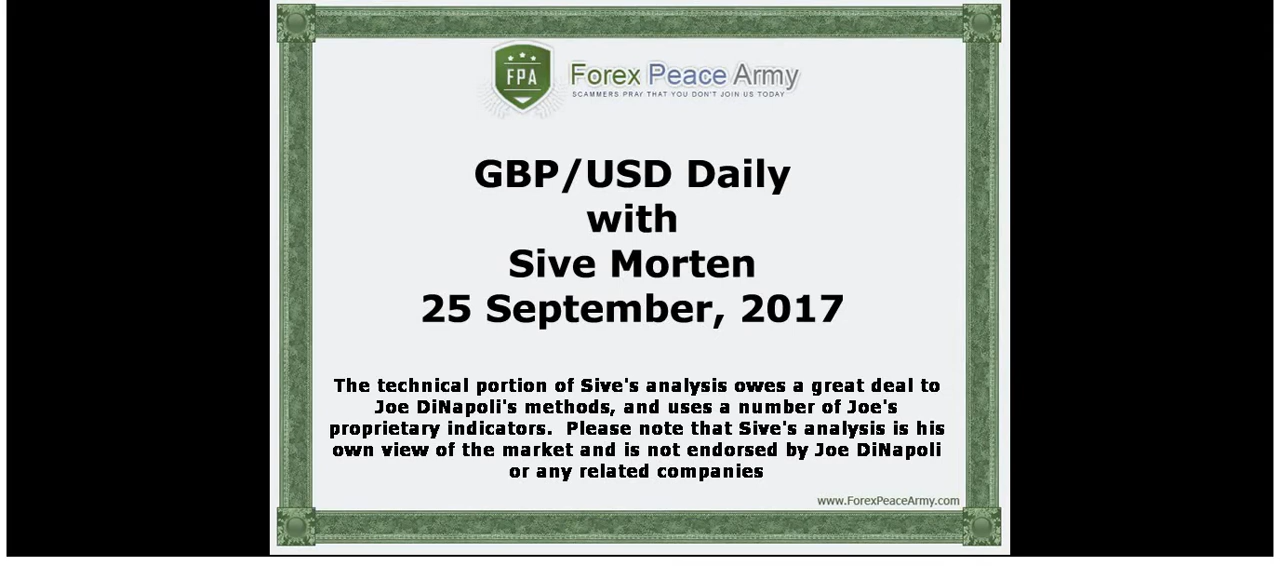 FPA
Forex Peace Army
SCAMMERS PRAY THAT YOU DON'T JOIN US TODAY
GBP/USD Daily
with
Sive Morten
25 September, 2017
The technical portion of Sive's analysis owes a great deal to
Joe DiNapoli's methods, and uses a number of Joe's
proprietary indicators.  Please note that Sive's analysis is his
own view of the market and is not endorsed by Joe DiNapoli
or any related companies
www.ForexPeaceArmy.com